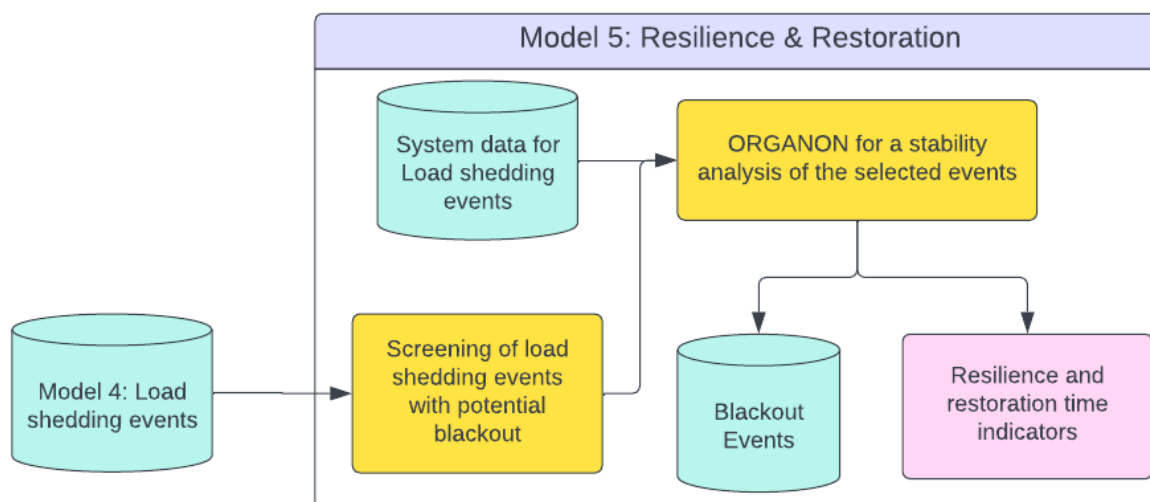 Model 5: Resilience & Restoration
System data for
Load shedding
events
ORGANON for a stability
analysis of the selected events
Model 4: Load
shedding events
Screening of load
shedding events
with potential
blackout
Blackout
Events
Resilience and
restoration time
indicators